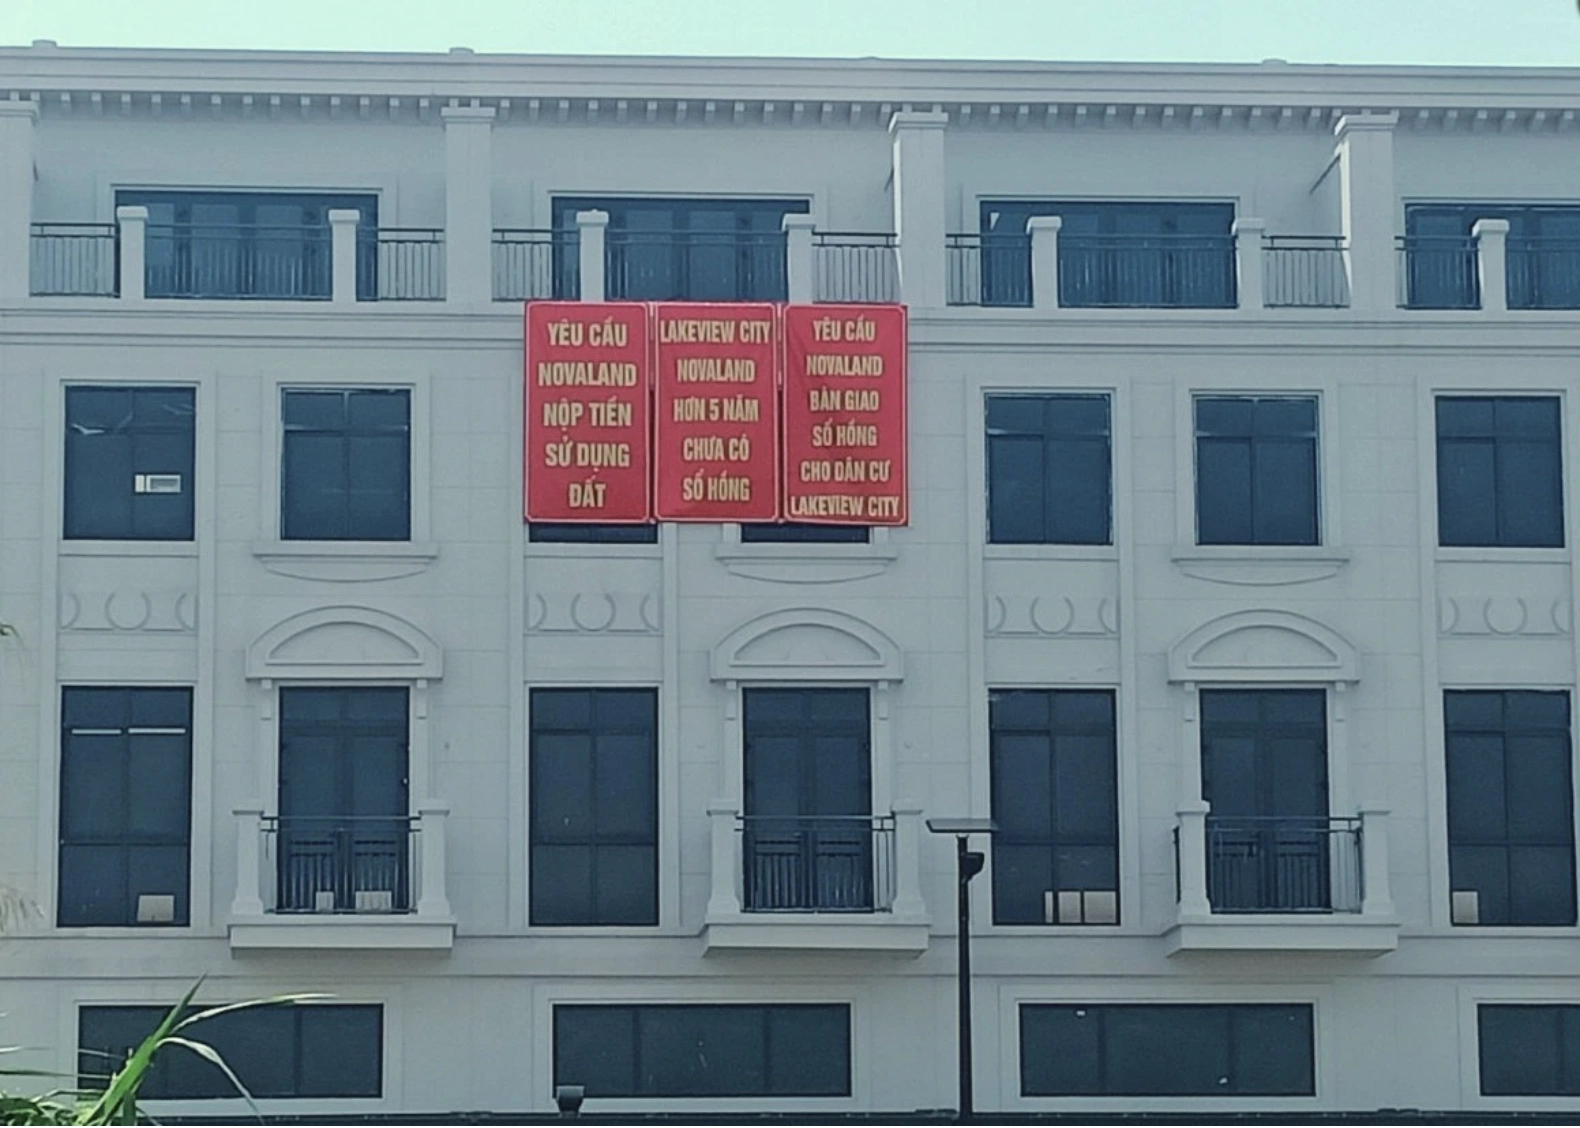 YÊU CẦU
NOVALAND
NỘP TIỀN
SỬ DỤNG
ĐẤT
LAKEVIEW CITY
NOVALAND
HƠN 5 NĂM
CHƯA CÓ
SỔ HỒNG
YÊU CẦU
NOVALAND
BÀN GIAO
SỔ HỒNG
CHO DÂN CƯ
LAKEVIEW CITY